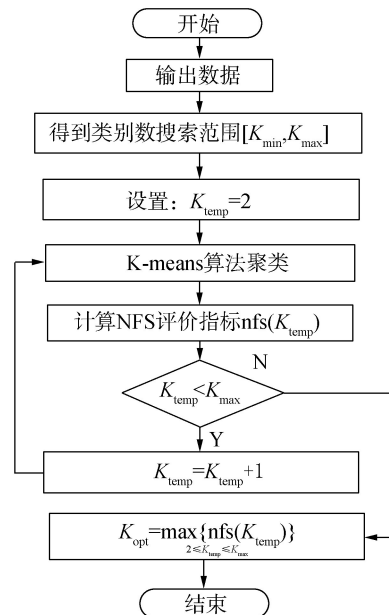 开始
输出数据
得到类别数搜索范围[K_min,K_max]
设置：K_temp=2
K-means算法聚类
计算NFS评价指标nfs(K_temp)
N
K_temp<K_max
Y
K_temp=K_temp+1
K_opt=max{nfs(K_temp)}
2≤K_temp≤K_max
结束